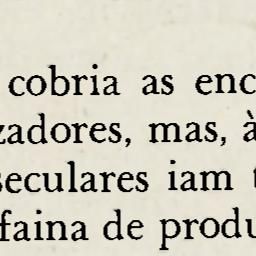 cobria as enc
zadores, mas, à
seculares iam
faina de produ